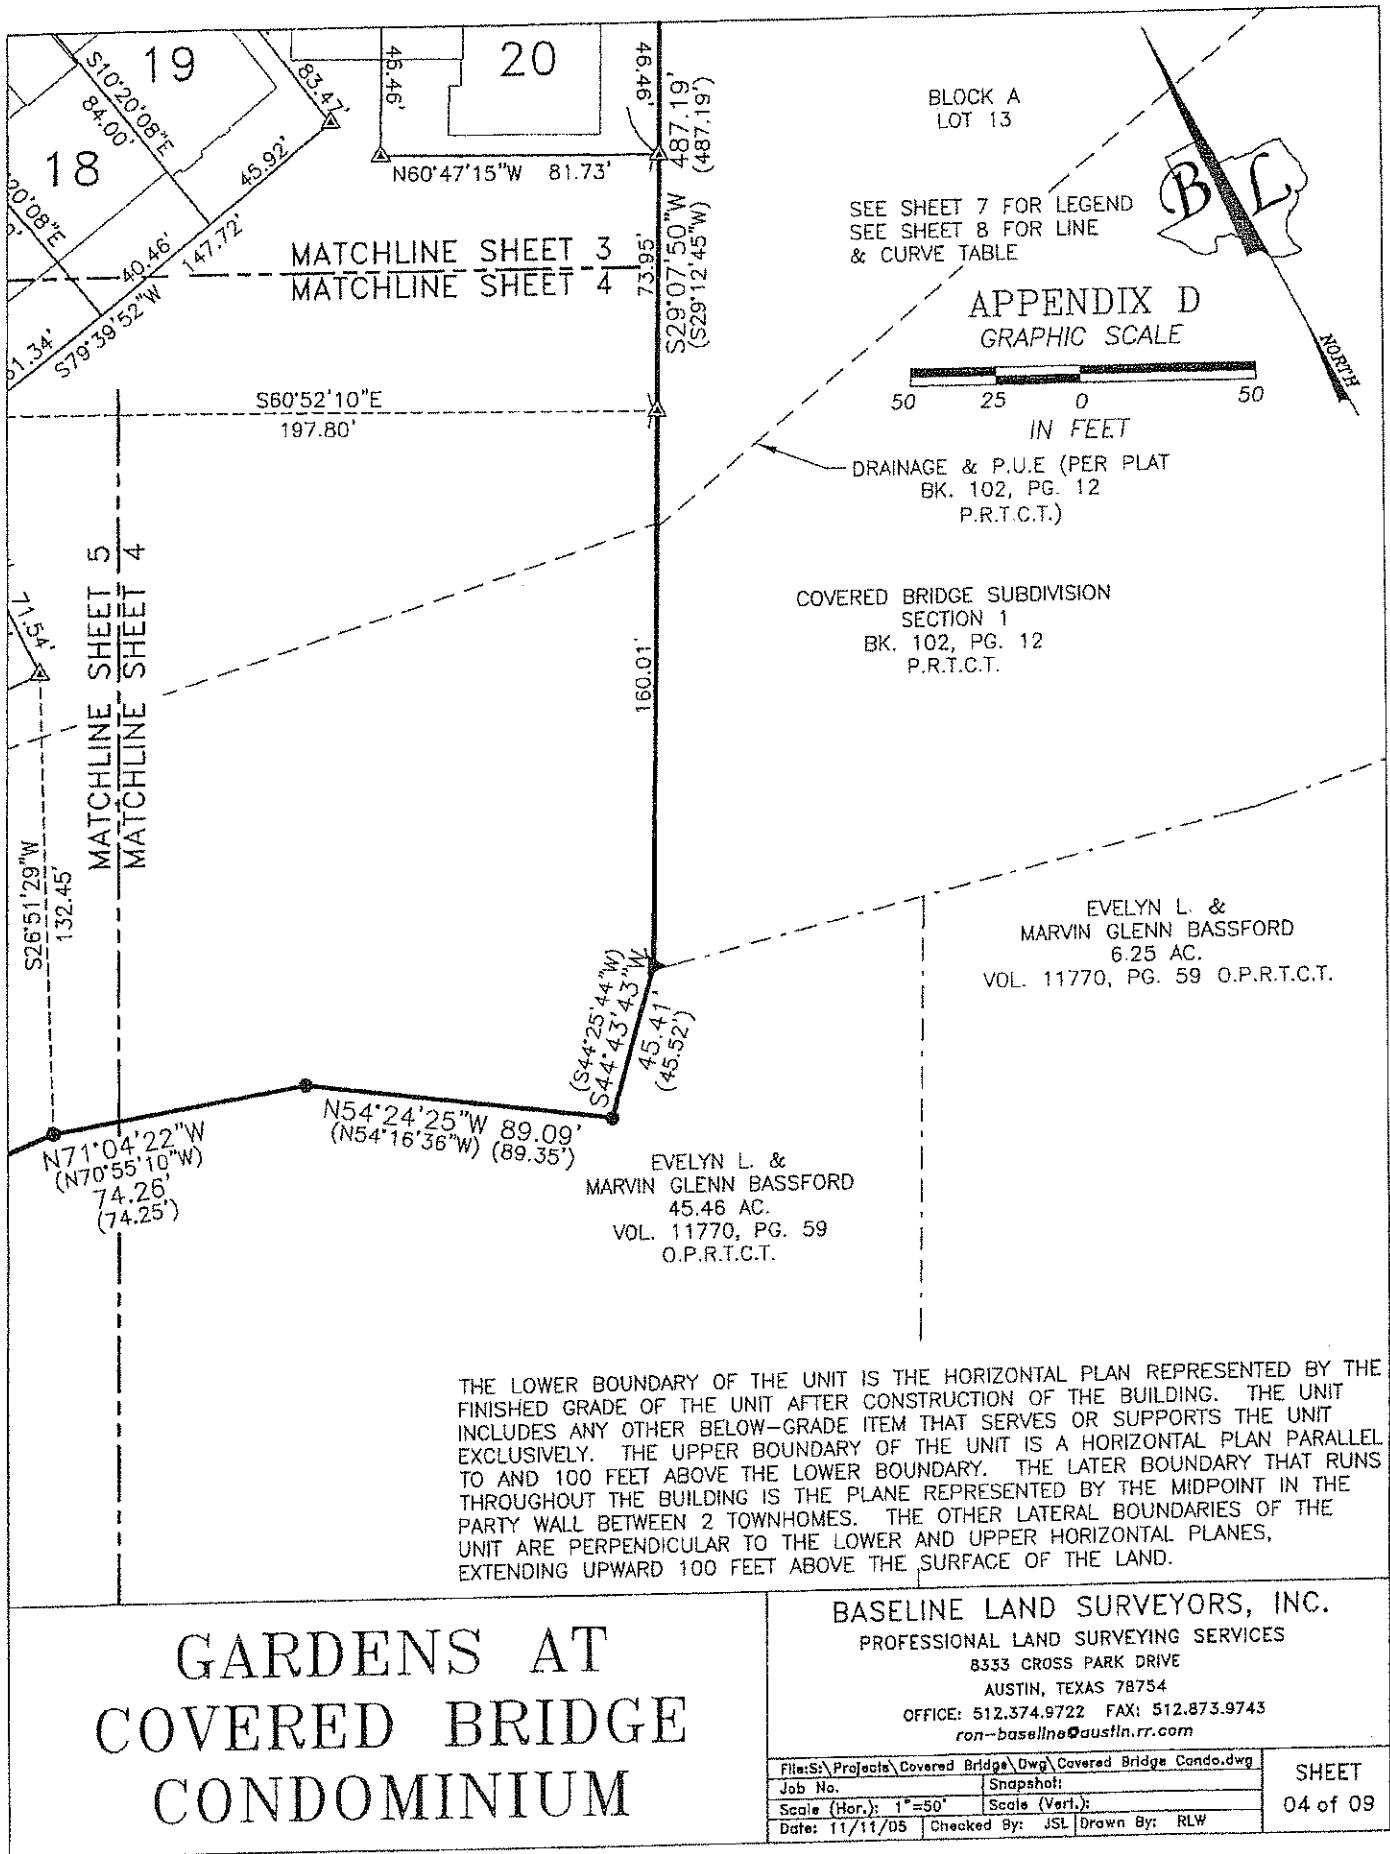 19
20
18
S10°20'08"E
84.00'
83.47'
46.46'
46.46'
45.92'
N60°47'15"W 81.73'
487.19'
(487.19')
S29°07'50"W
(S29°12'45"W)
73.95'
20'08"E
40.46'
147.72'
S79°39'52"W
61.34'
MATCHLINE SHEET 3
MATCHLINE SHEET 4
BLOCK A
LOT 13
SEE SHEET 7 FOR LEGEND
SEE SHEET 8 FOR LINE
& CURVE TABLE
B L
NORTH
APPENDIX D
GRAPHIC SCALE
50 25 0 50
IN FEET
S60°52'10"E
197.80'
DRAINAGE & P.U.E (PER PLAT
BK. 102, PG. 12
P.R.T.C.T.)
MATCHLINE SHEET 5
MATCHLINE SHEET 4
COVERED BRIDGE SUBDIVISION
SECTION 1
BK. 102, PG. 12
P.R.T.C.T.
71.54'
160.01'
S26°51'29"W
132.45'
EVELYN L. &
MARVIN GLENN BASSFORD
6.25 AC.
VOL. 11770, PG. 59 O.P.R.T.C.T.
(S44°25'44"W)
S44°43'43"W
45.41'
(45.52')
N54°24'25"W 89.09'
(N54°16'36"W) (89.35')
N71°04'22"W
(N70°55'10"W)
74.26'
(74.25')
EVELYN L. &
MARVIN GLENN BASSFORD
45.46 AC.
VOL. 11770, PG. 59
O.P.R.T.C.T.
THE LOWER BOUNDARY OF THE UNIT IS THE HORIZONTAL PLAN REPRESENTED BY THE
FINISHED GRADE OF THE UNIT AFTER CONSTRUCTION OF THE BUILDING. THE UNIT
INCLUDES ANY OTHER BELOW-GRADE ITEM THAT SERVES OR SUPPORTS THE UNIT
EXCLUSIVELY. THE UPPER BOUNDARY OF THE UNIT IS A HORIZONTAL PLAN PARALLEL
TO AND 100 FEET ABOVE THE LOWER BOUNDARY. THE LATER BOUNDARY THAT RUNS
THROUGHOUT THE BUILDING IS THE PLANE REPRESENTED BY THE MIDPOINT IN THE
PARTY WALL BETWEEN 2 TOWNHOMES. THE OTHER LATERAL BOUNDARIES OF THE
UNIT ARE PERPENDICULAR TO THE LOWER AND UPPER HORIZONTAL PLANES,
EXTENDING UPWARD 100 FEET ABOVE THE SURFACE OF THE LAND.
GARDENS AT
COVERED BRIDGE
CONDOMINIUM
BASELINE LAND SURVEYORS, INC.
PROFESSIONAL LAND SURVEYING SERVICES
8333 CROSS PARK DRIVE
AUSTIN, TEXAS 78754
OFFICE: 512.374.9722 FAX: 512.873.9743
ron-baseline@austin.rr.com
File:S:\Projects\Covered Bridge\Dwg\Covered Bridge Condo.dwg
Job No. Snapshot:
Scale (Hor.): 1"=50' Scale (Vert.):
Date: 11/11/05 Checked By: JSL Drawn By: RLW
SHEET
04 of 09